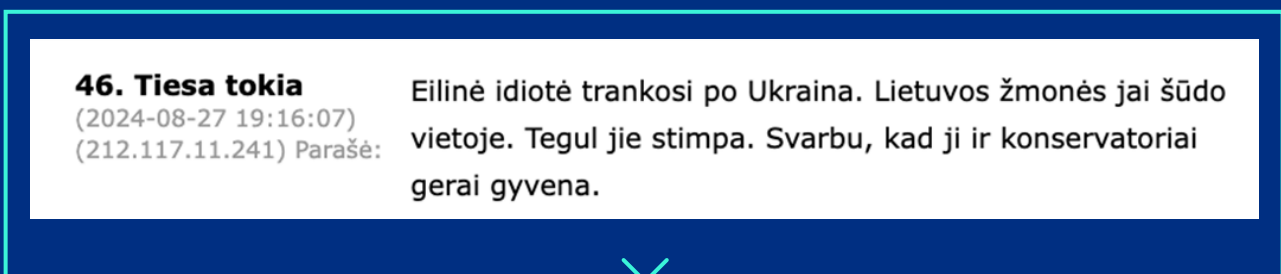 46. Tiesa tokia
(2024-08-27 19:16:07)
(212.117.11.241) Parašė:
Eilinė idiotė trankosi po Ukraina. Lietuvos žmonės jai šūdo
vietoje. Tegul jie stimpa. Svarbu, kad ji ir konservatoriai
gerai gyvena.